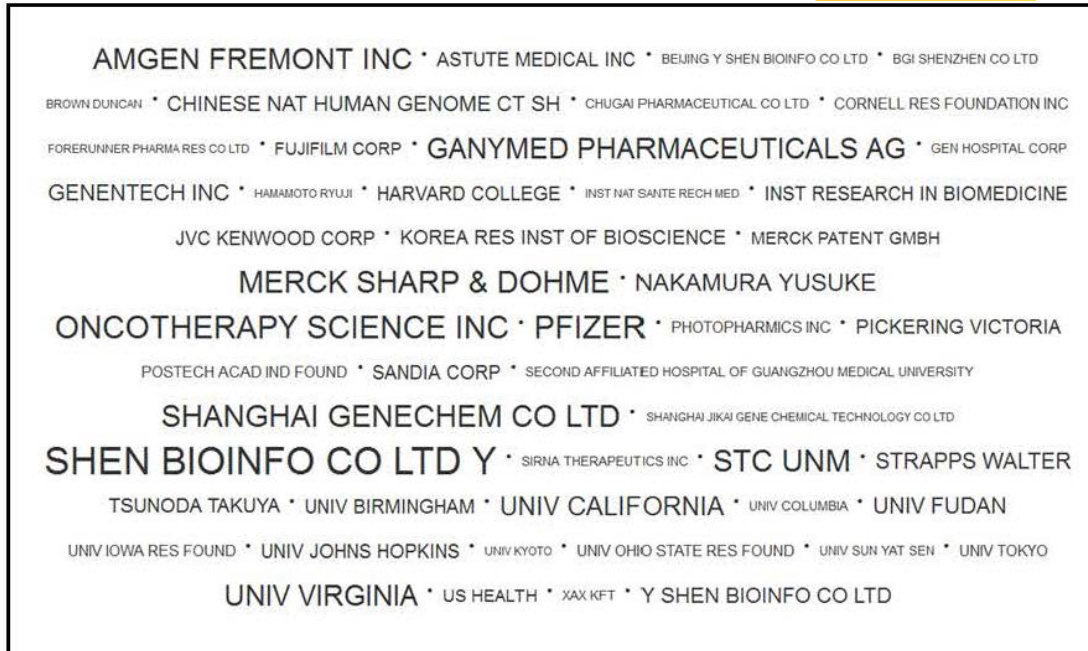 AMGEN FREMONT INC • ASTUTE MEDICAL INC • BEIJING Y SHEN BIOINFO CO LTD • BGI SHENZHEN CO LTD
BROWN DUNCAN • CHINESE NAT HUMAN GENOME CT SH • CHUGAI PHARMACEUTICAL CO LTD • CORNELL RES FOUNDATION INC
FORERUNNER PHARMA RES CO LTD • FUJIFILM CORP • GANYMED PHARMACEUTICALS AG • GEN HOSPITAL CORP
GENENTECH INC • HAMAMOTO RYUJI • HARVARD COLLEGE • INST NAT SANTE RECH MED • INST RESEARCH IN BIOMEDICINE
JVC KENWOOD CORP • KOREA RES INST OF BIOSCIENCE • MERCK PATENT GMBH
MERCK SHARP & DOHME • NAKAMURA YUSUKE
ONCOTHERAPY SCIENCE INC • PFIZER • PHOTOPHARMICS INC • PICKERING VICTORIA
POSTECH ACAD IND FOUND • SANDIA CORP • SECOND AFFILIATED HOSPITAL OF GUANGZHOU MEDICAL UNIVERSITY
SHANGHAI GENECHEM CO LTD • SHANGHAI JIKAI GENE CHEMICAL TECHNOLOGY CO LTD
SHEN BIOINFO CO LTD Y • SIRNA THERAPEUTICS INC • STC UNM • STRAPPS WALTER
TSUNODA TAKUYA • UNIV BIRMINGHAM • UNIV CALIFORNIA • UNIV COLUMBIA • UNIV FUDAN
UNIV IOWA RES FOUND • UNIV JOHNS HOPKINS • UNIV KYOTO • UNIV OHIO STATE RES FOUND • UNIV SUN YAT SEN • UNIV TOKYO
UNIV VIRGINIA • US HEALTH • XAX KFT • Y SHEN BIOINFO CO LTD